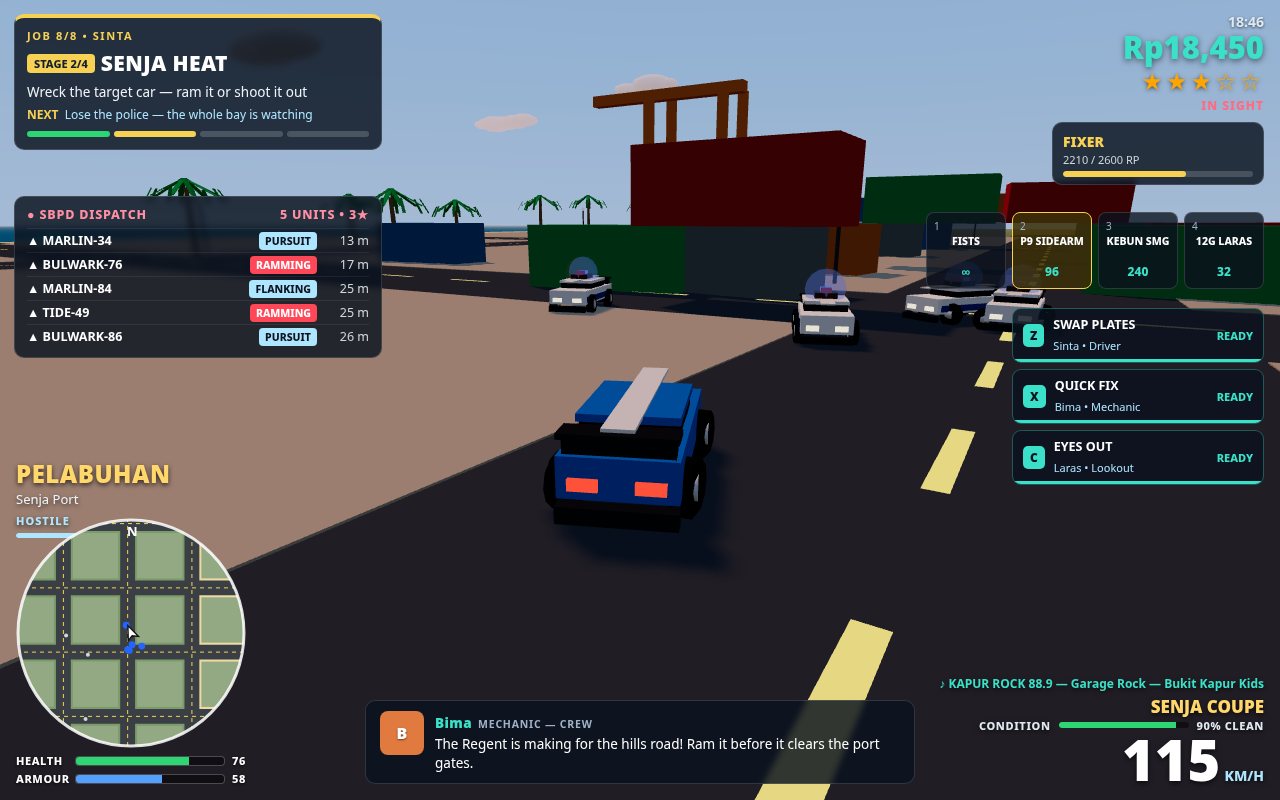 JOB 8/8 • SINTA
STAGE 2/4 SENJA HEAT
Wreck the target car — ram it or shoot it out
NEXT Lose the police — the whole bay is watching
● SBPD DISPATCH 5 UNITS • 3★
▲ MARLIN-34 PURSUIT 13 m
▲ BULWARK-76 RAMMING 17 m
▲ MARLIN-84 FLANKING 25 m
▲ TIDE-49 RAMMING 25 m
▲ BULWARK-86 PURSUIT 26 m
18:46
Rp18,450
★★★☆☆
IN SIGHT
FIXER
2210 / 2600 RP
1 2 3 4
FISTS P9 SIDEARM KEBUN SMG 12G LARAS
∞ 96 240 32
Z SWAP PLATES READY
Sinta • Driver
X QUICK FIX READY
Bima • Mechanic
C EYES OUT READY
Laras • Lookout
PELABUHAN
Senja Port
HOSTILE
N
HEALTH 76
ARMOUR 58
B
Bima MECHANIC — CREW
The Regent is making for the hills road! Ram it before it clears the port
gates.
♪ KAPUR ROCK 88.9 — Garage Rock — Bukit Kapur Kids
SENJA COUPE
CONDITION 90% CLEAN
115 KM/H